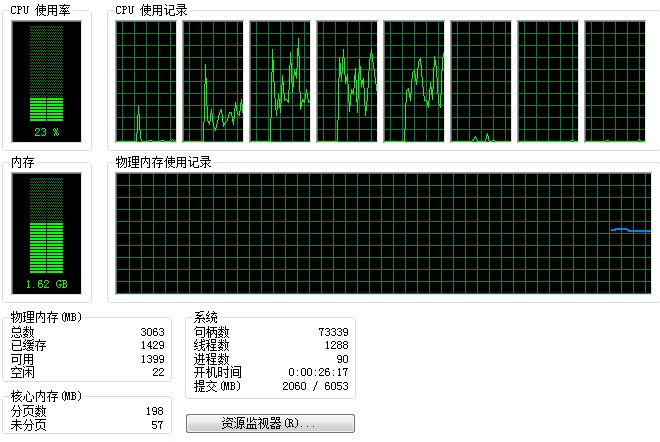 CPU 使用率
CPU 使用记录
23 %
内存
物理内存使用记录
1.62 GB
物理内存(MB)
总数 3063
已缓存 1429
可用 1399
空闲 22
核心内存(MB)
分页数 198
未分页 57
系统
句柄数 73339
线程数 1288
进程数 90
开机时间 0:00:26:17
提交(MB) 2060 / 6053
资源监视器(R)...